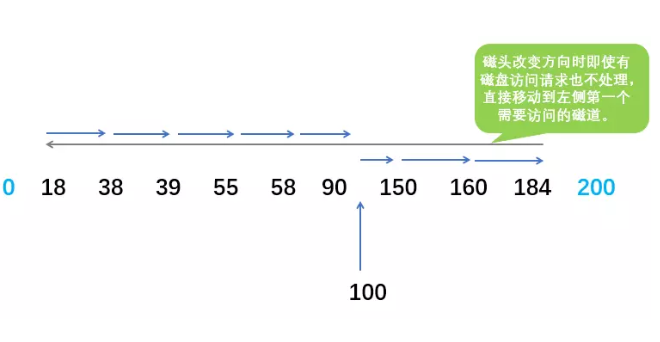 磁头改变方向时即使有
磁盘访问请求也不处理，
直接移动到左侧第一个
需要访问的磁道。
0 18 38 39 55 58 90 150 160 184 200
100